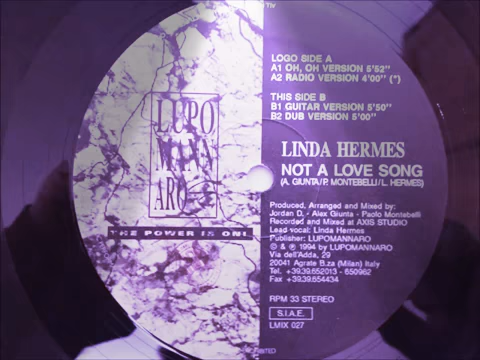 LOGO SIDE A
A1 OH, OH VERSION 5'52''
A2 RADIO VERSION 4'00'' (*)
THIS SIDE B
B1 GUITAR VERSION 5'50''
B2 DUB VERSION 5'00''
LINDA HERMES
NOT A LOVE SONG
(A. GIUNTA/P. MONTEBELLI/L. HERMES)
Produced, Arranged and Mixed by:
Jordan D. - Alex Giunta - Paolo Montebelli
Recorded and Mixed at AXIS STUDIO
Lead vocal: Linda Hermes
Publisher: LUPOMANNARO
© & ℗ 1994 by LUPOMANNARO
Via dell'Adda, 29
20041 Agrate B.za (Milan) Italy
Tel. +39.39.652013 - 650962
Fax +39.39.654434
RPM 33 STEREO
S.I.A.E.
LMIX 027
LUPO
MANN
ARO
THE POWER IS ON!